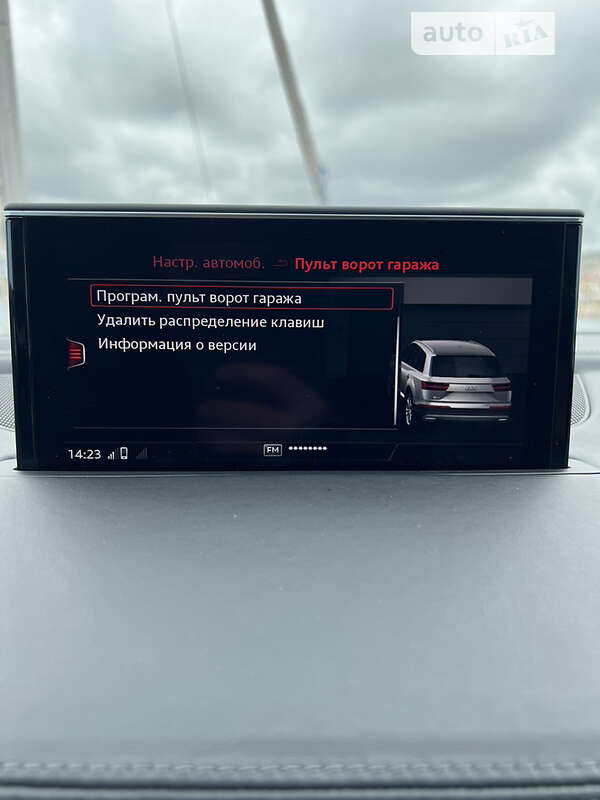 auto RIA
Настр. автомоб. Пульт ворот гаража
Програм. пульт ворот гаража
Удалить распределение клавиш
Информация о версии
14:23
FM